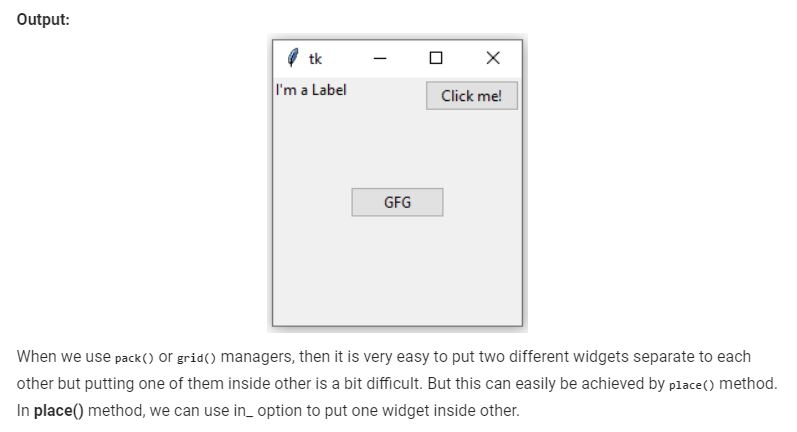 Output:
tk
I'm a Label
Click me!
GFG
When we use pack() or grid() managers, then it is very easy to put two different widgets separate to each
other but putting one of them inside other is a bit difficult. But this can easily be achieved by place() method.
In place() method, we can use in_ option to put one widget inside other.